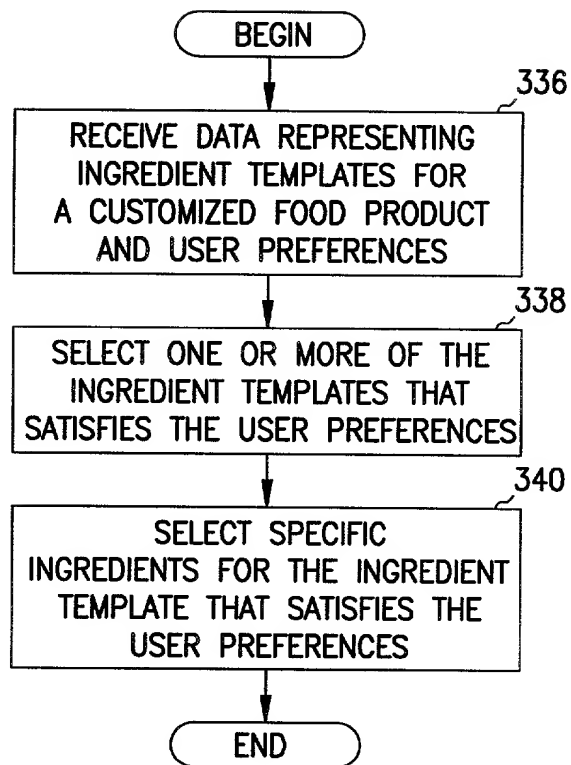 BEGIN
336
RECEIVE DATA REPRESENTING
INGREDIENT TEMPLATES FOR
A CUSTOMIZED FOOD PRODUCT
AND USER PREFERENCES
338
SELECT ONE OR MORE OF THE
INGREDIENT TEMPLATES THAT
SATISFIES THE USER PREFERENCES
340
SELECT SPECIFIC
INGREDIENTS FOR THE INGREDIENT
TEMPLATE THAT SATISFIES THE
USER PREFERENCES
END